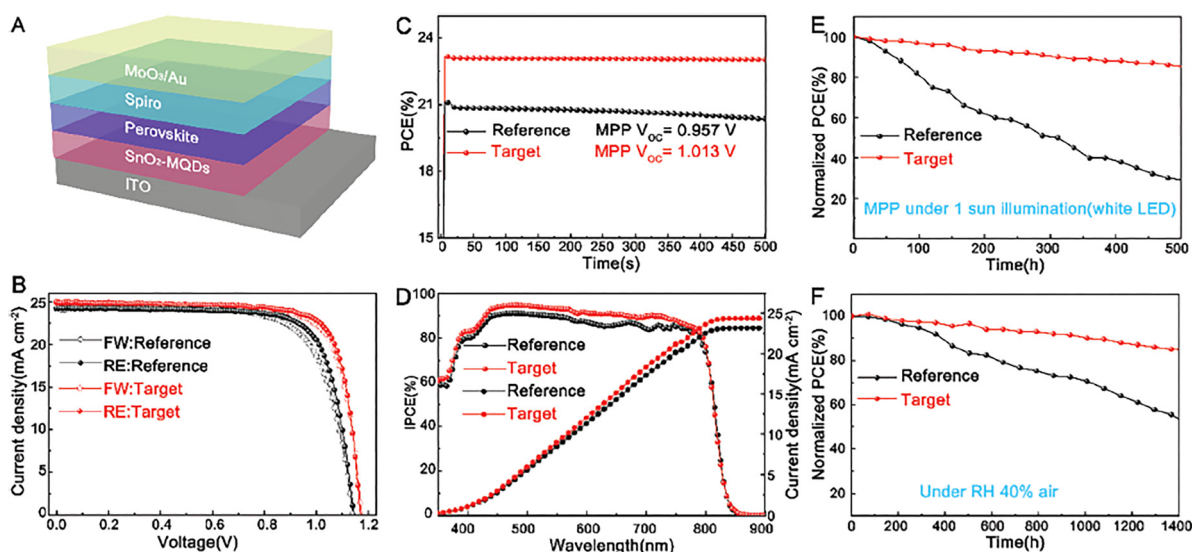 A
MoO₃/Au
Spiro
Perovskite
SnO₂-MQDs
ITO
B
Current density(mA cm⁻²)
25
20
15
10
5
0
FW:Reference
RE:Reference
FW:Target
RE:Target
0.0
0.2
0.4
0.6
0.8
1.0
1.2
Voltage(V)
C
PCE(%)
24
21
18
15
Reference MPP Voc= 0.957 V
Target MPP Voc= 1.013 V
0 50 100 150 200 250 300 350 400 450 500
Time(s)
D
IPCE(%)
100
80
60
40
20
0
Reference
Target
Reference
Target
25
20
15
10
5
0
Current density(mA cm⁻²)
400 500 600 700 800 900
Wavelength(nm)
E
Normalized PCE(%)
100
80
60
40
20
Reference
Target
MPP under 1 sun illumination(white LED)
0 100 200 300 400 500
Time(h)
F
Normalized PCE(%)
100
80
60
40
20
Reference
Target
Under RH 40% air
0 200 400 600 800 1000 1200 1400
Time(h)